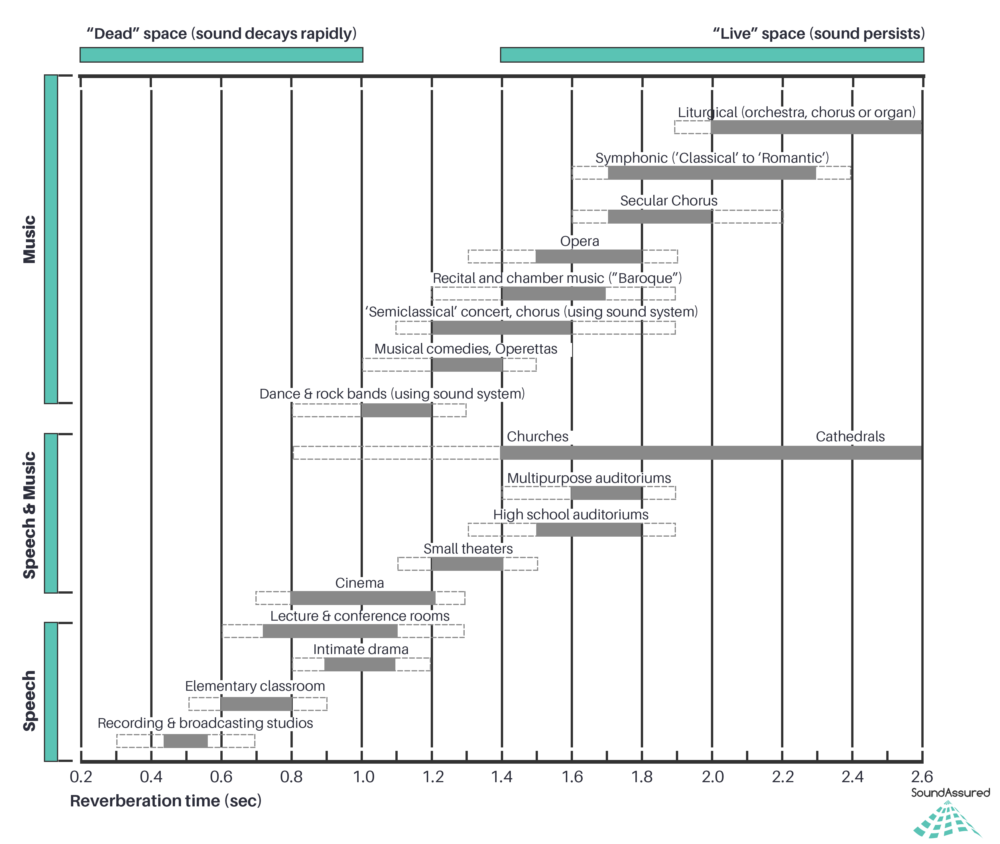 “Dead” space (sound decays rapidly)
“Live” space (sound persists)
Music
Liturgical (orchestra, chorus or organ)
Symphonic (’Classical’ to ‘Romantic’)
Secular Chorus
Opera
Recital and chamber music (”Baroque”)
‘Semiclassical’ concert, chorus (using sound system)
Musical comedies, Operettas
Dance & rock bands (using sound system)
Speech & Music
Churches
Cathedrals
Multipurpose auditoriums
High school auditoriums
Small theaters
Cinema
Speech
Lecture & conference rooms
Intimate drama
Elementary classroom
Recording & broadcasting studios
0.2 0.4 0.6 0.8 1.0 1.2 1.4 1.6 1.8 2.0 2.2 2.4 2.6
Reverberation time (sec)
SoundAssured